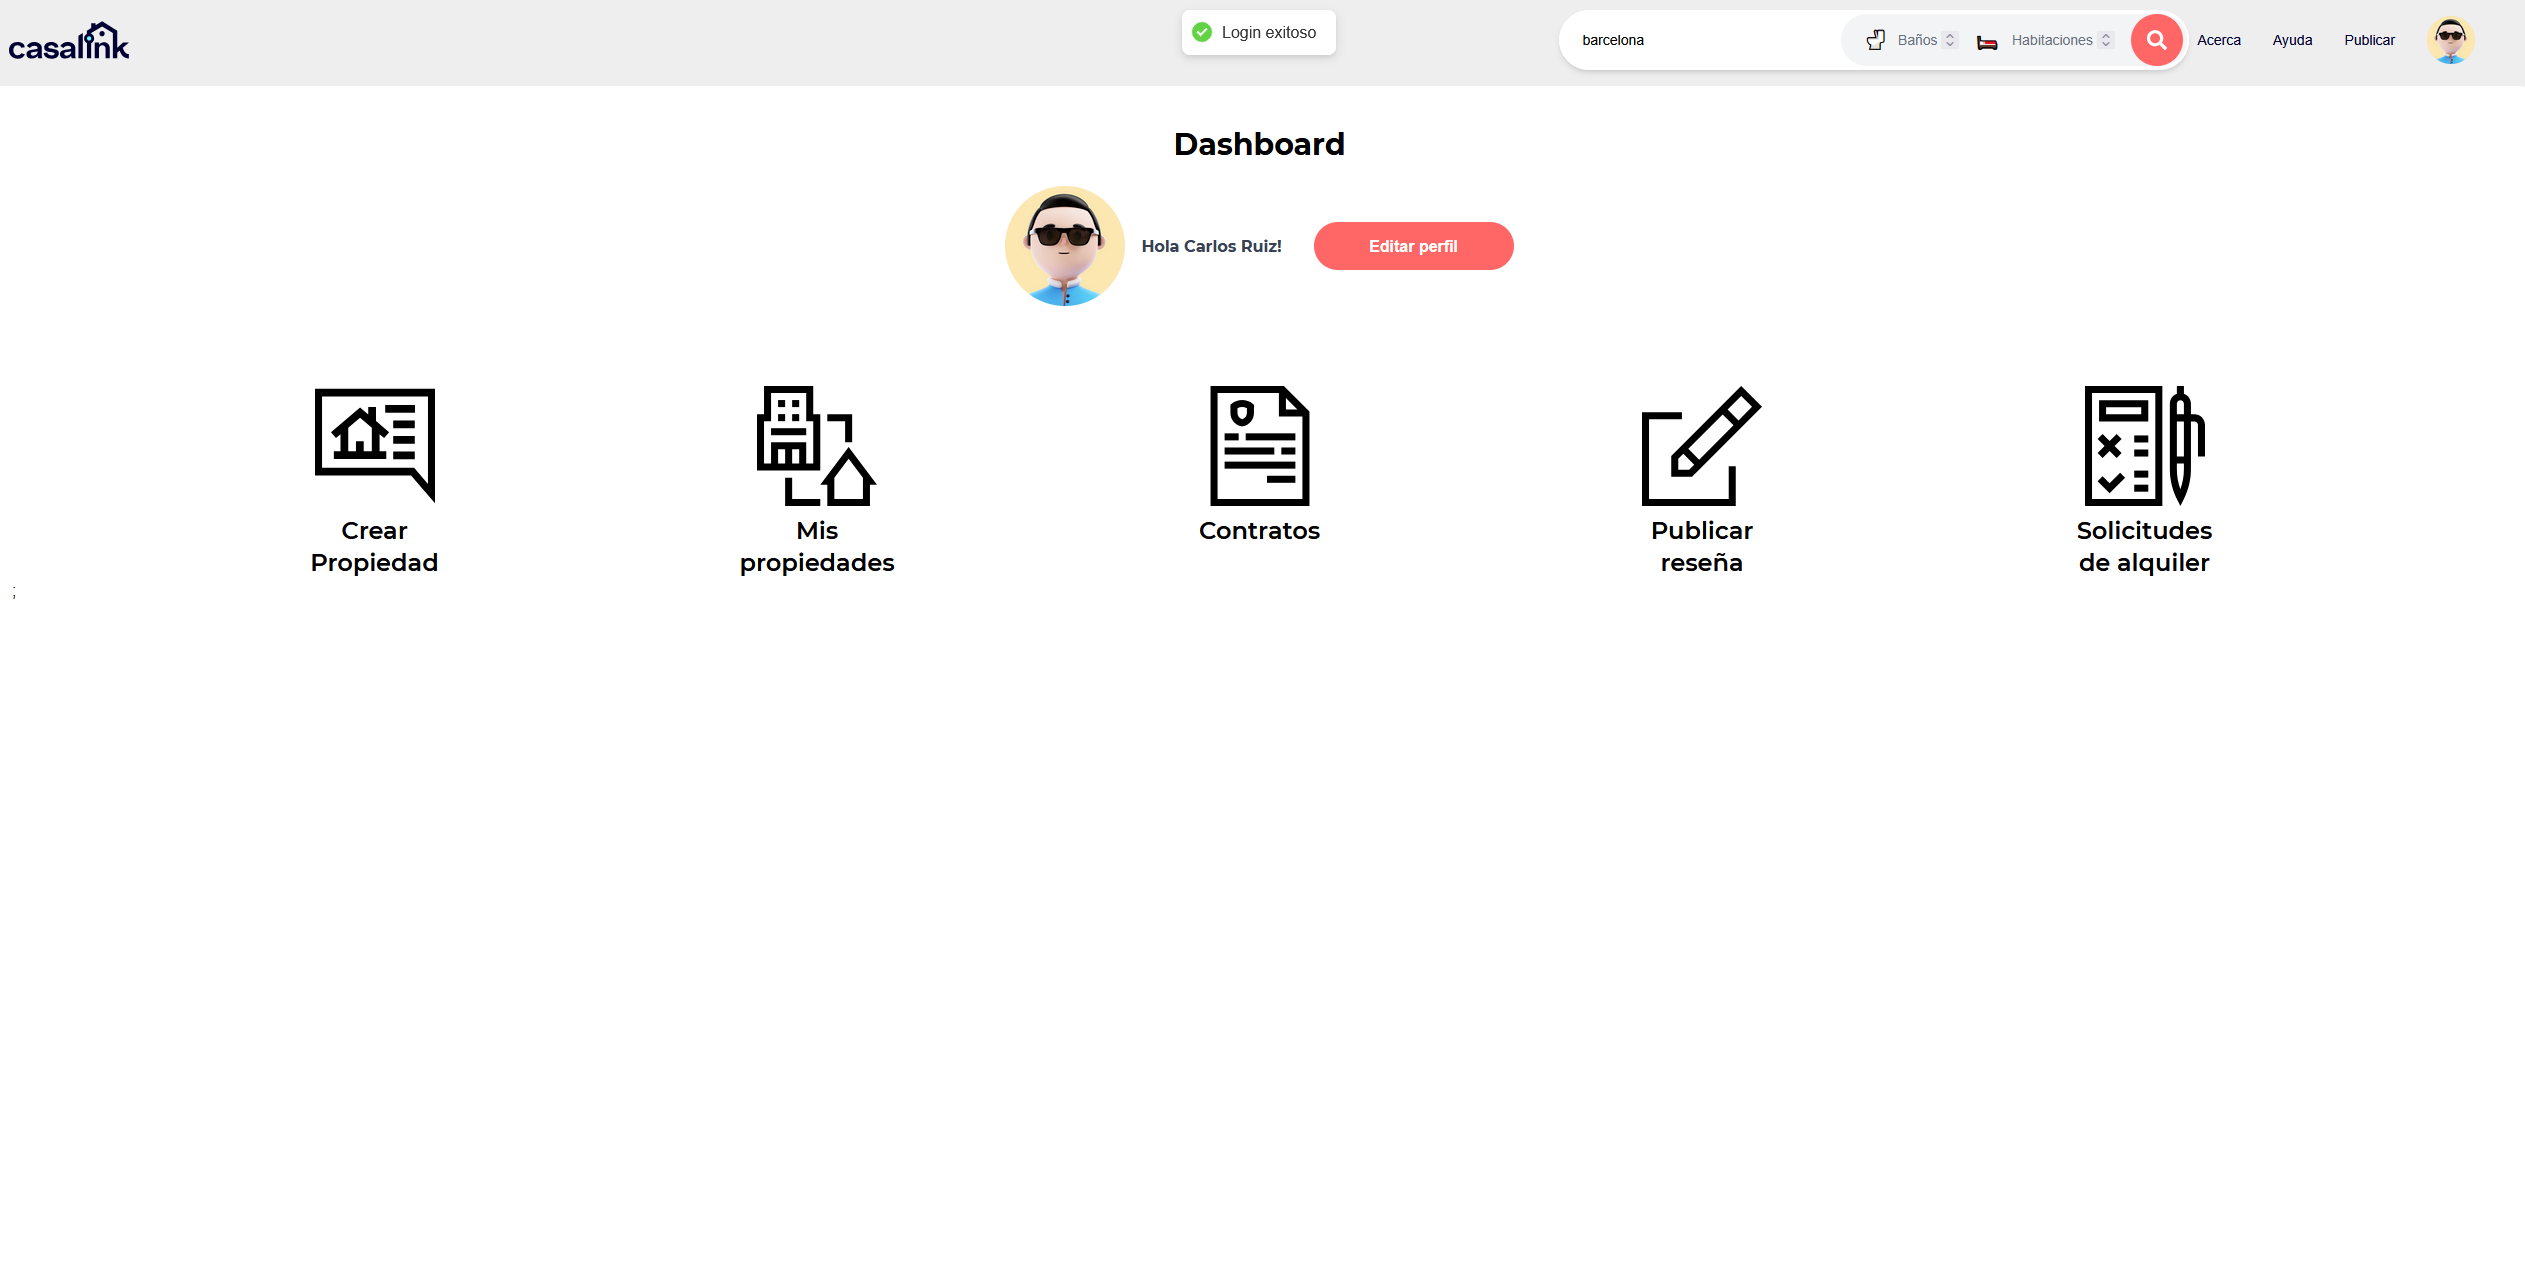 casalink
Login exitoso
barcelona
Baños
Habitaciones
Acerca
Ayuda
Publicar
Dashboard
Hola Carlos Ruiz!
Editar perfil
Crear
Propiedad
Mis
propiedades
Contratos
Publicar
reseña
Solicitudes
de alquiler
;